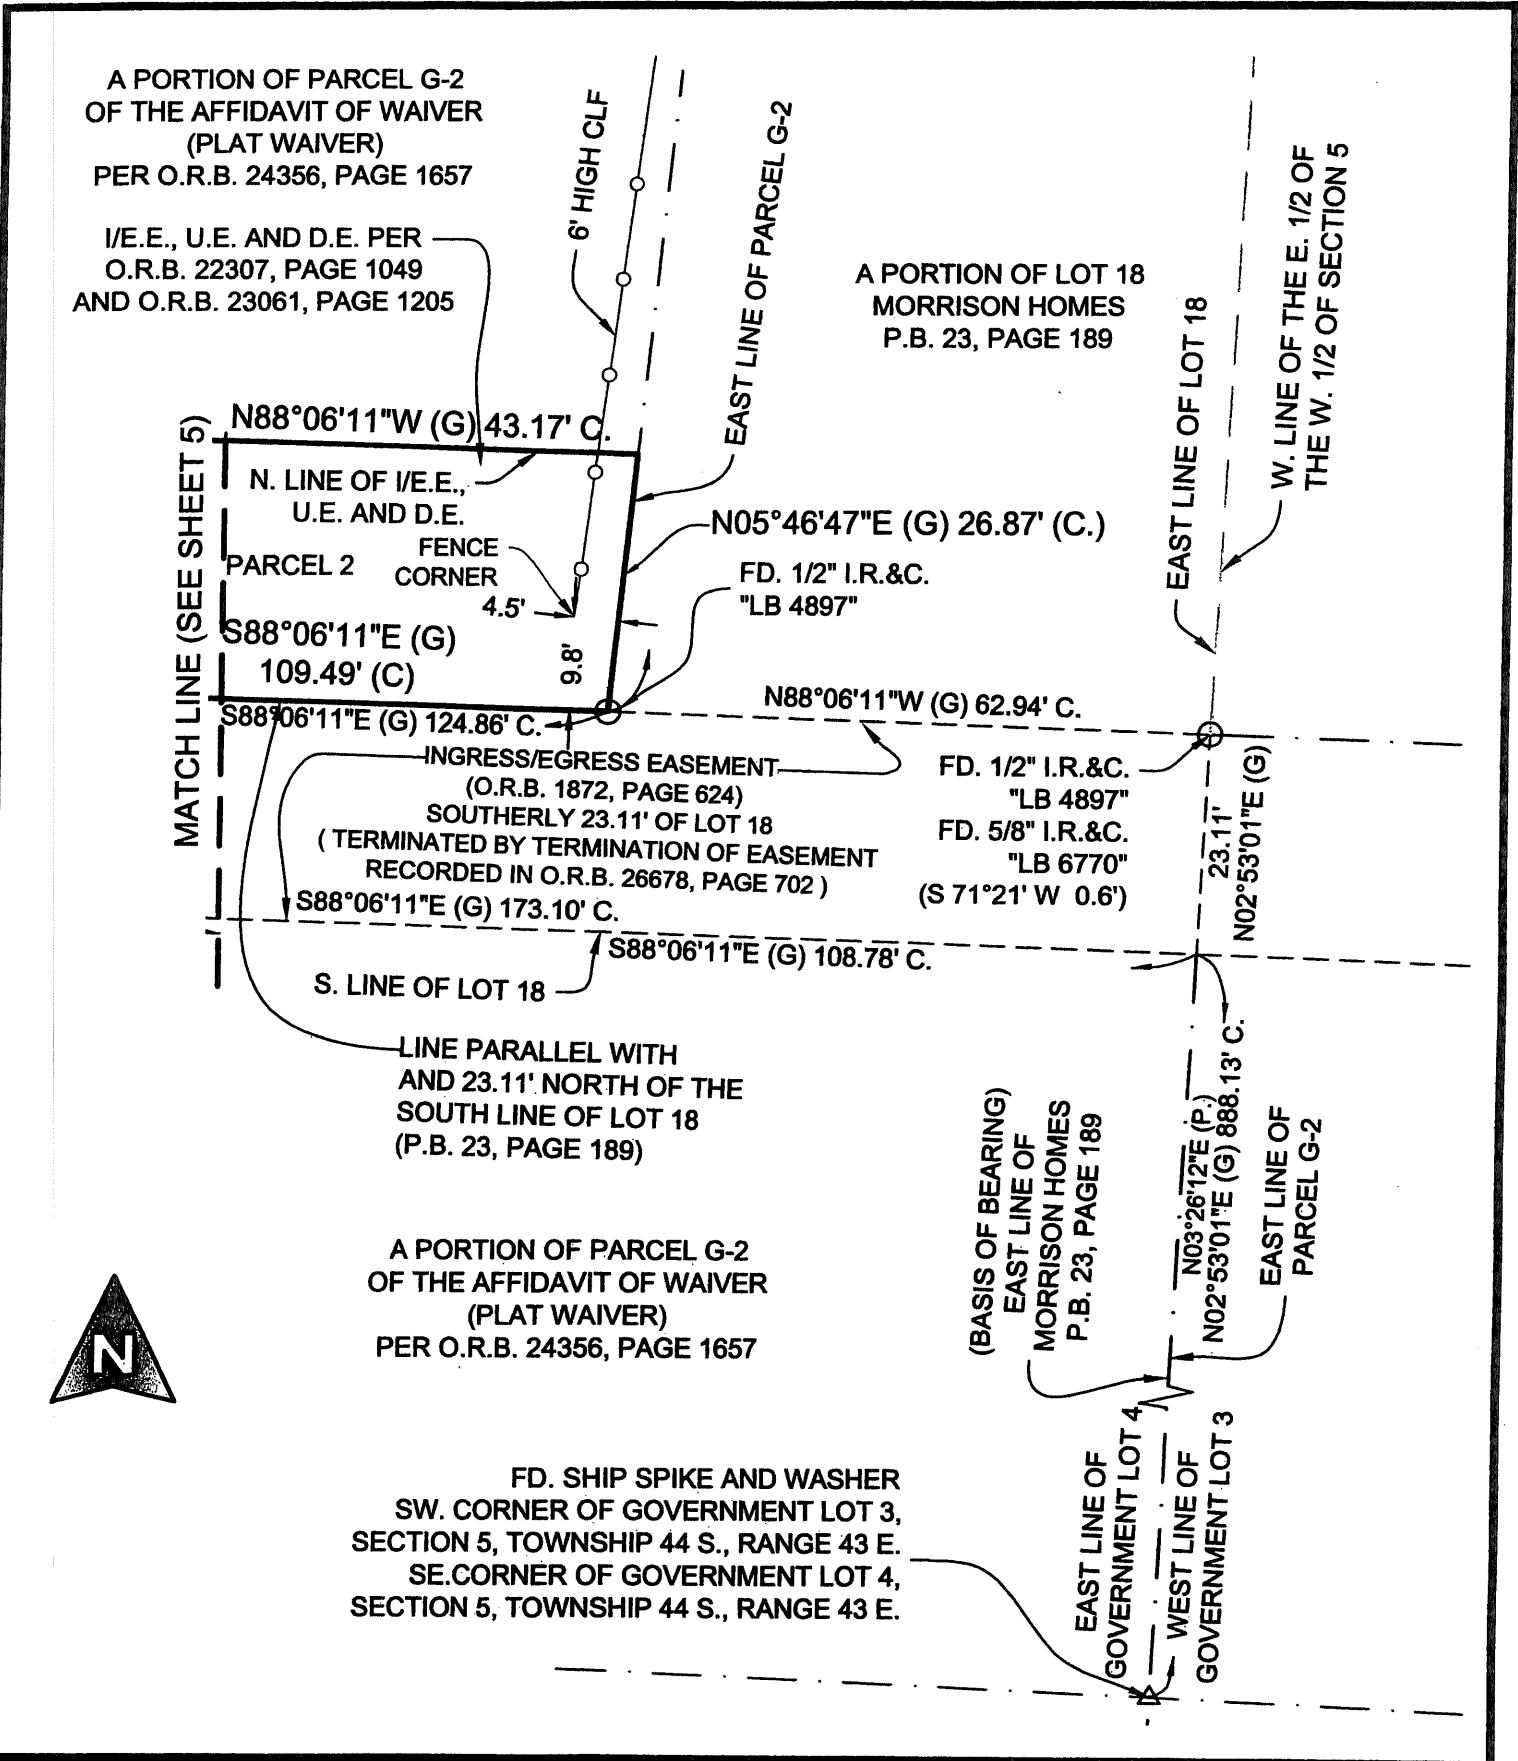 A PORTION OF PARCEL G-2
OF THE AFFIDAVIT OF WAIVER
(PLAT WAIVER)
PER O.R.B. 24356, PAGE 1657
I/E.E., U.E. AND D.E. PER
O.R.B. 22307, PAGE 1049
AND O.R.B. 23061, PAGE 1205
6' HIGH CLF
EAST LINE OF PARCEL G-2
A PORTION OF LOT 18
MORRISON HOMES
P.B. 23, PAGE 189
EAST LINE OF LOT 18
W. LINE OF THE E. 1/2 OF
THE W. 1/2 OF SECTION 5
MATCH LINE (SEE SHEET 5)
N88°06'11"W (G) 43.17' C.
N. LINE OF I/E.E.,
U.E. AND D.E.
PARCEL 2
FENCE
CORNER
4.5'
9.8'
N05°46'47"E (G) 26.87' (C.)
FD. 1/2" I.R.&C.
"LB 4897"
S88°06'11"E (G)
109.49' (C)
S88°06'11"E (G) 124.86' C.
N88°06'11"W (G) 62.94' C.
INGRESS/EGRESS EASEMENT
(O.R.B. 1872, PAGE 624)
SOUTHERLY 23.11' OF LOT 18
( TERMINATED BY TERMINATION OF EASEMENT
RECORDED IN O.R.B. 26678, PAGE 702 )
FD. 1/2" I.R.&C.
"LB 4897"
FD. 5/8" I.R.&C.
"LB 6770"
(S 71°21' W 0.6')
23.11'
N02°53'01"E (G)
S88°06'11"E (G) 173.10' C.
S88°06'11"E (G) 108.78' C.
S. LINE OF LOT 18
LINE PARALLEL WITH
AND 23.11' NORTH OF THE
SOUTH LINE OF LOT 18
(P.B. 23, PAGE 189)
(BASIS OF BEARING)
EAST LINE OF
MORRISON HOMES
P.B. 23, PAGE 189
N03°26'12"E (P.)
N02°53'01"E (G) 888.13' C.
EAST LINE OF
PARCEL G-2
A PORTION OF PARCEL G-2
OF THE AFFIDAVIT OF WAIVER
(PLAT WAIVER)
PER O.R.B. 24356, PAGE 1657
N
FD. SHIP SPIKE AND WASHER
SW. CORNER OF GOVERNMENT LOT 3,
SECTION 5, TOWNSHIP 44 S., RANGE 43 E.
SE.CORNER OF GOVERNMENT LOT 4,
SECTION 5, TOWNSHIP 44 S., RANGE 43 E.
EAST LINE OF
GOVERNMENT LOT 4
WEST LINE OF
GOVERNMENT LOT 3